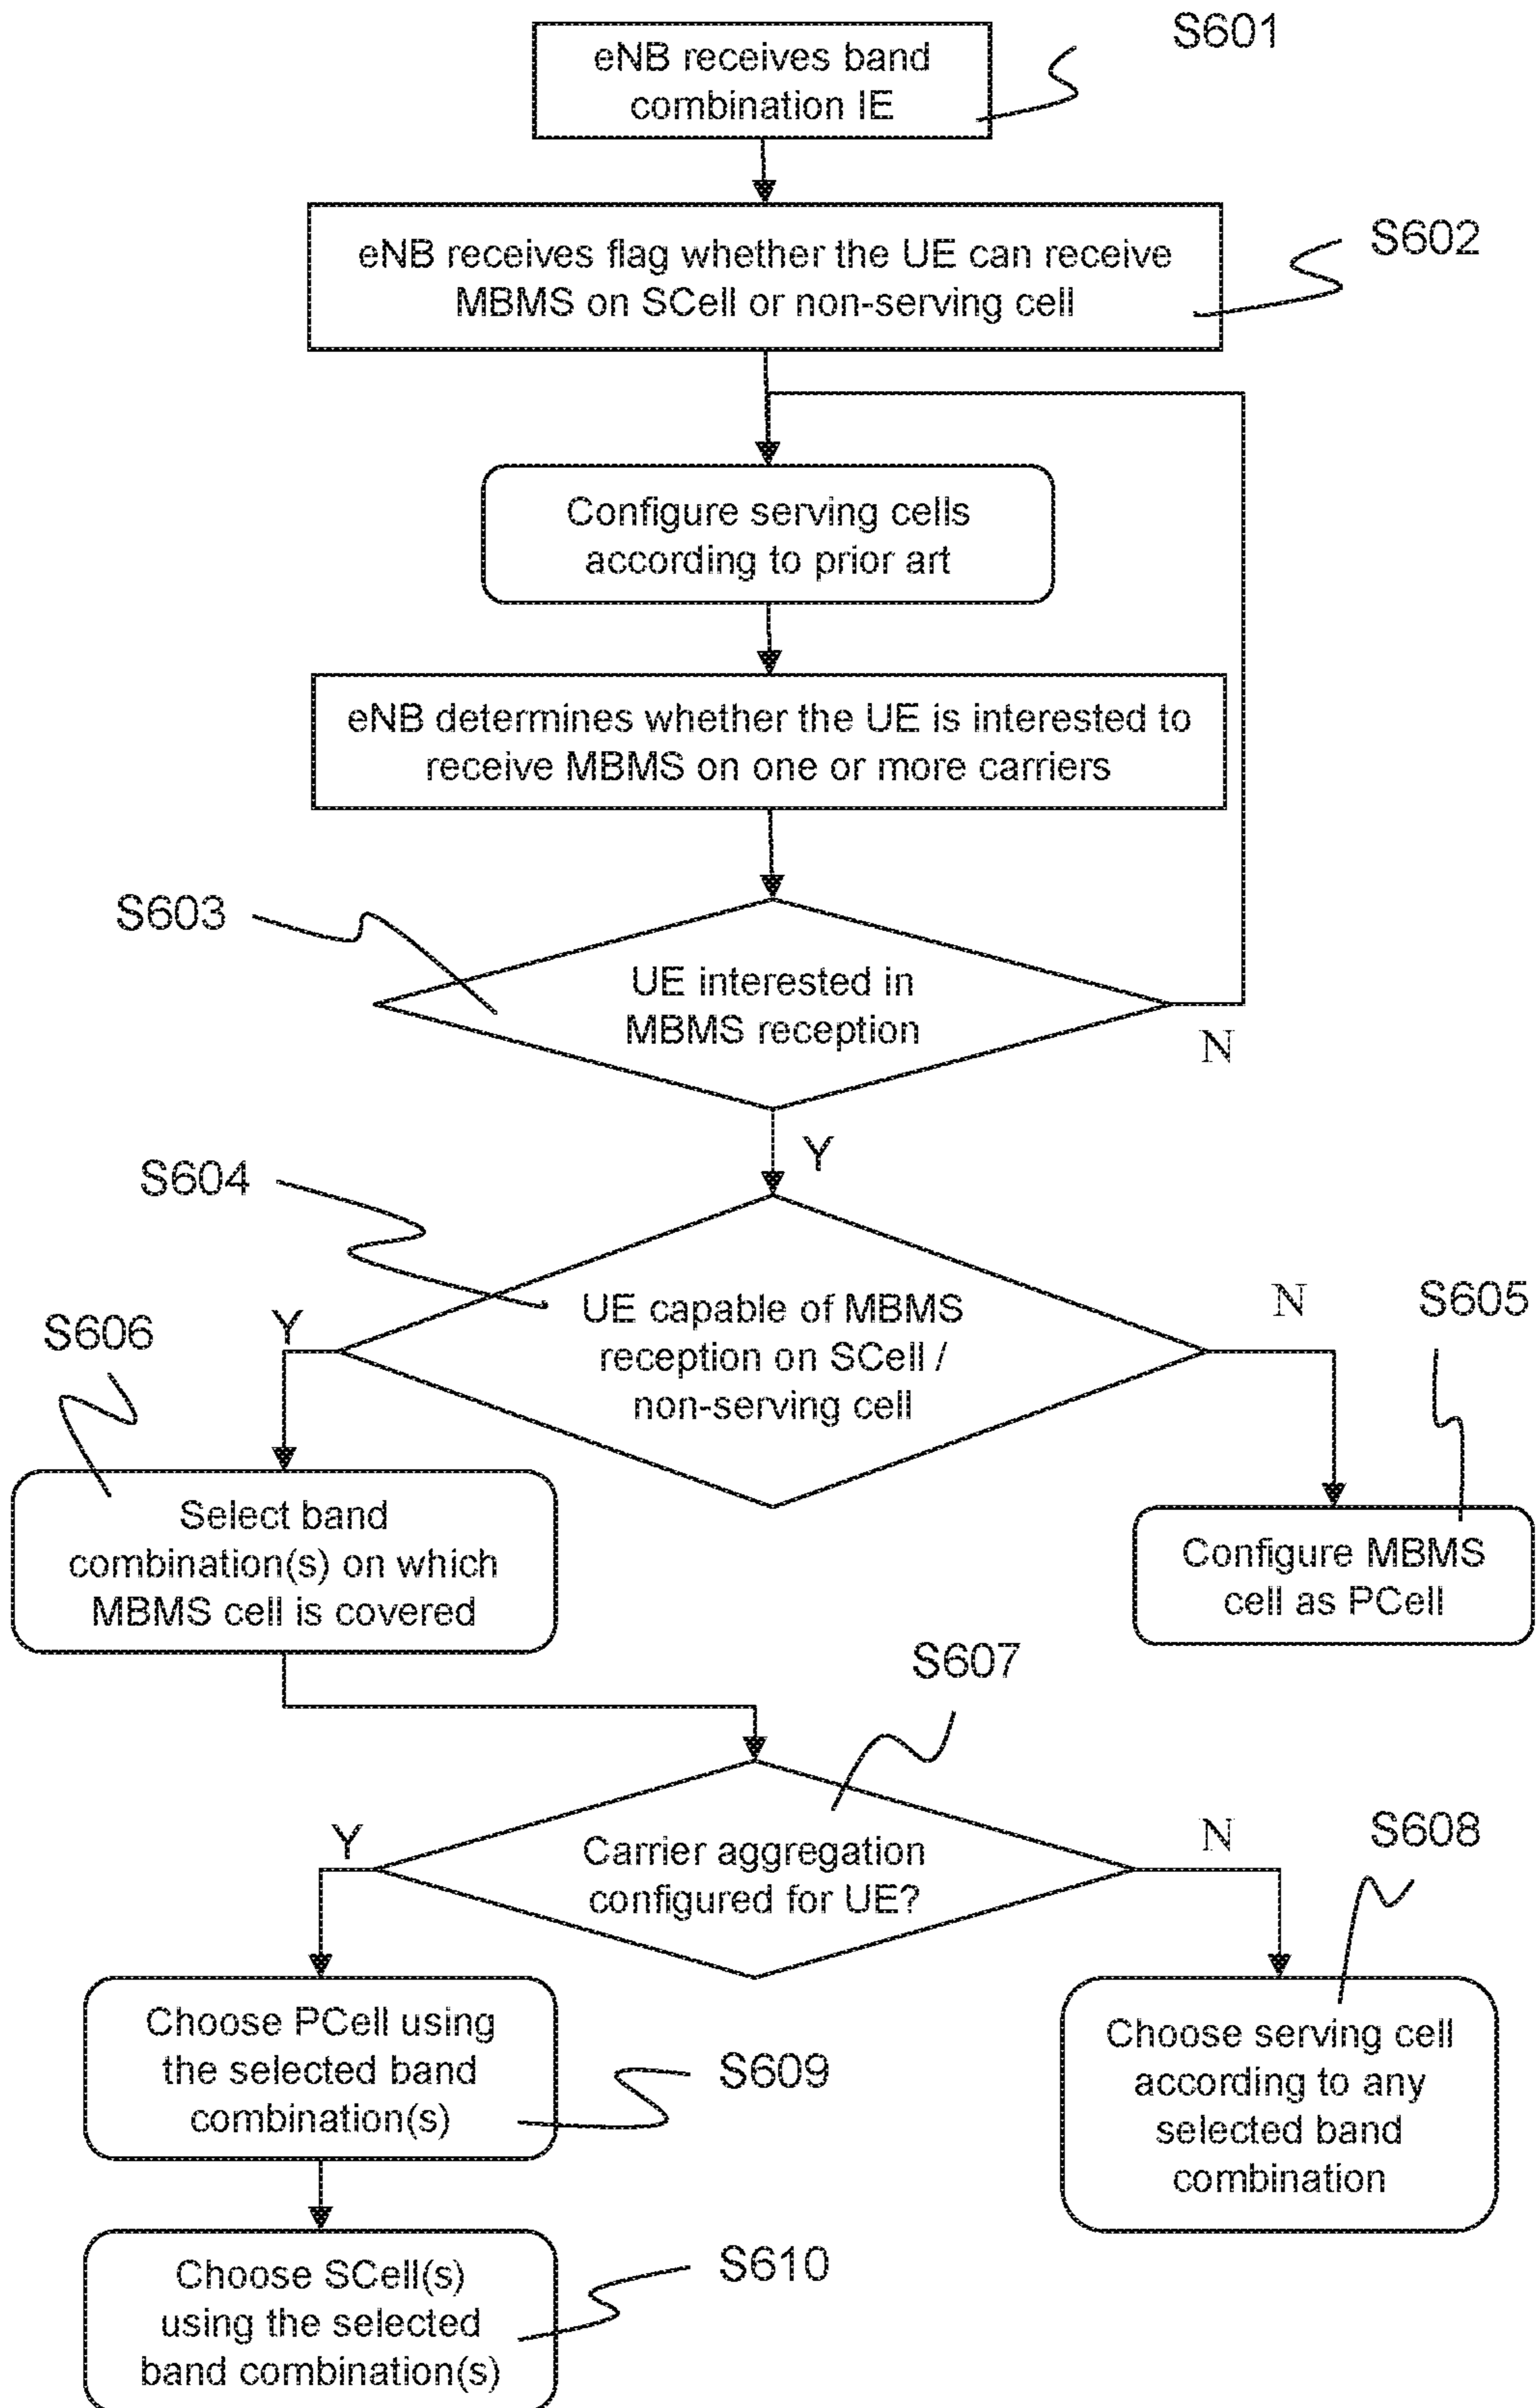 S601
eNB receives band
combination IE
S602
eNB receives flag whether the UE can receive
MBMS on SCell or non-serving cell
Configure serving cells
according to prior art
eNB determines whether the UE is interested to
receive MBMS on one or more carriers
S603
UE interested in
MBMS reception
N
Y
S604
UE capable of MBMS
reception on SCell /
non-serving cell
Y
N
S605
S606
Select band
combination(s) on which
MBMS cell is covered
Configure MBMS
cell as PCell
S607
Carrier aggregation
configured for UE?
Y
N
S608
Choose PCell using
the selected band
combination(s)
S609
Choose serving cell
according to any
selected band
combination
Choose SCell(s)
using the selected
band combination(s)
S610